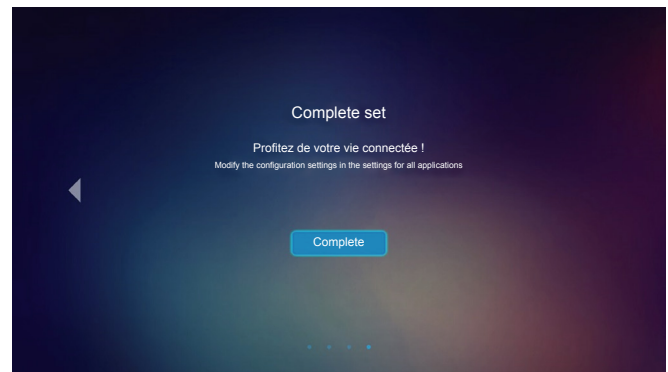 Complete set
Profitez de votre vie connectée !
Modify the configuration settings in the settings for all applications
Complete